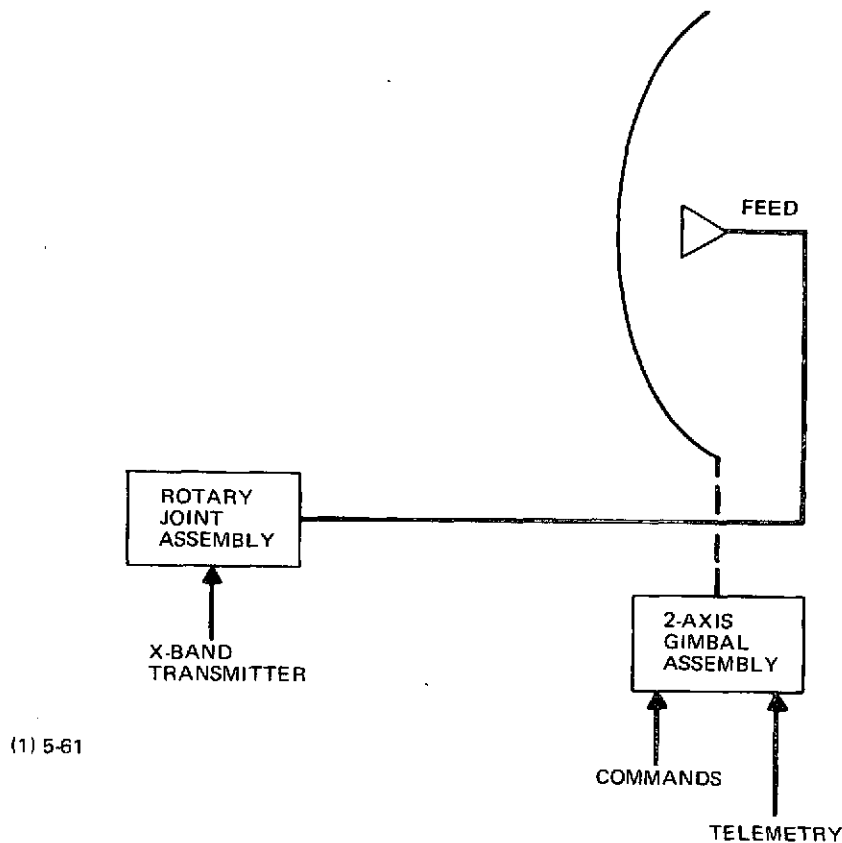 FEED
ROTARY
JOINT
ASSEMBLY
X-BAND
TRANSMITTER
2-AXIS
GIMBAL
ASSEMBLY
(1) 5-61
COMMANDS
TELEMETRY